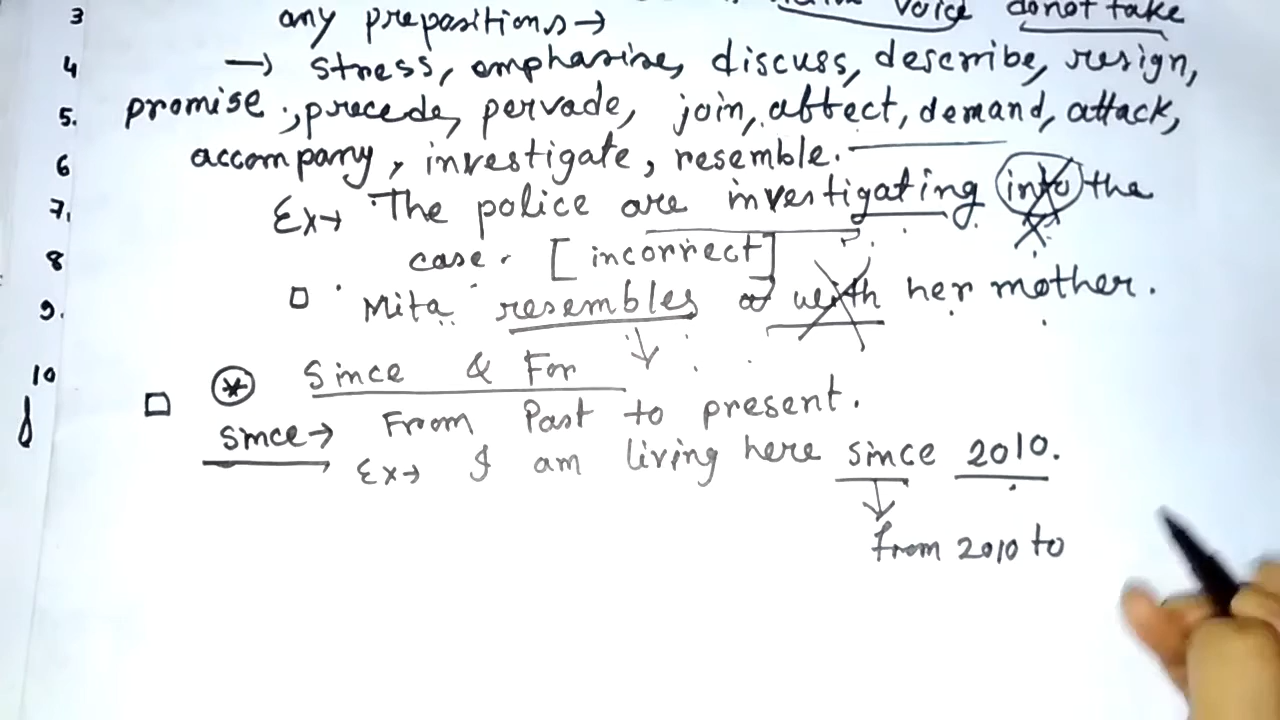 3 any prepositions → voice do not take
4 → stress, emphasise, discuss, describe, resign,
5. promise, precede, pervade, join, affect, demand, attack,
6 accompany, investigate, resemble.
7. Ex→ The police are investigating into the
8 case. [incorrect]
9. Mita resembles with her mother.
10 * Since & For
Since→ From Past to present.
Ex→ I am living here since 2010.
from 2010 to